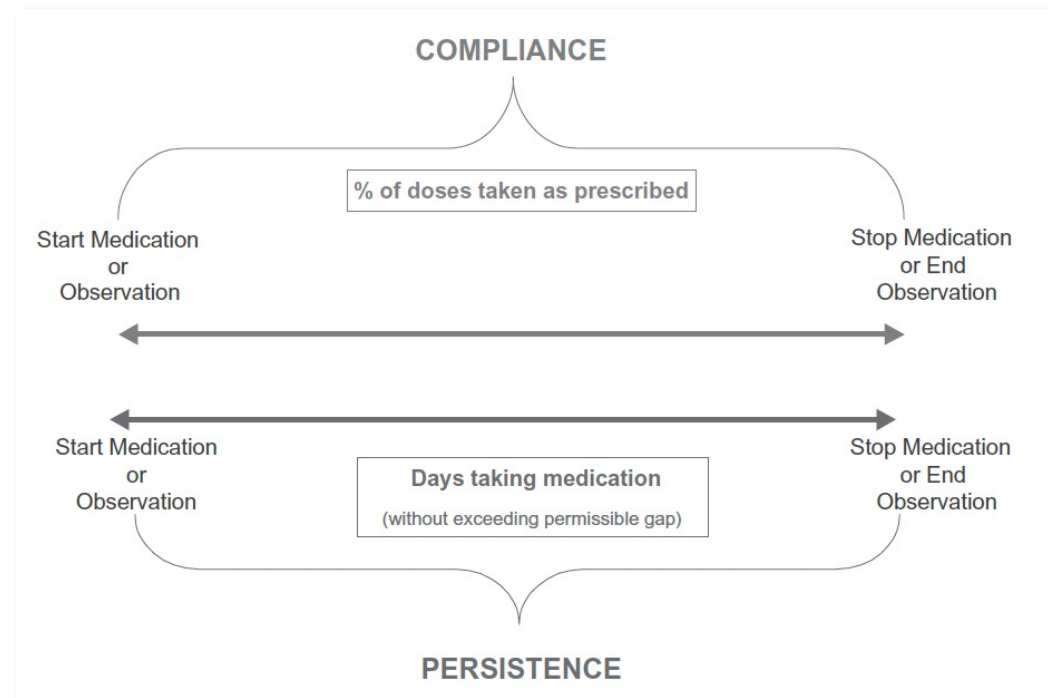 COMPLIANCE
% of doses taken as prescribed
Start Medication
or
Observation
Stop Medication
or End
Observation
Start Medication
or
Observation
Days taking medication
(without exceeding permissible gap)
Stop Medication
or End
Observation
PERSISTENCE